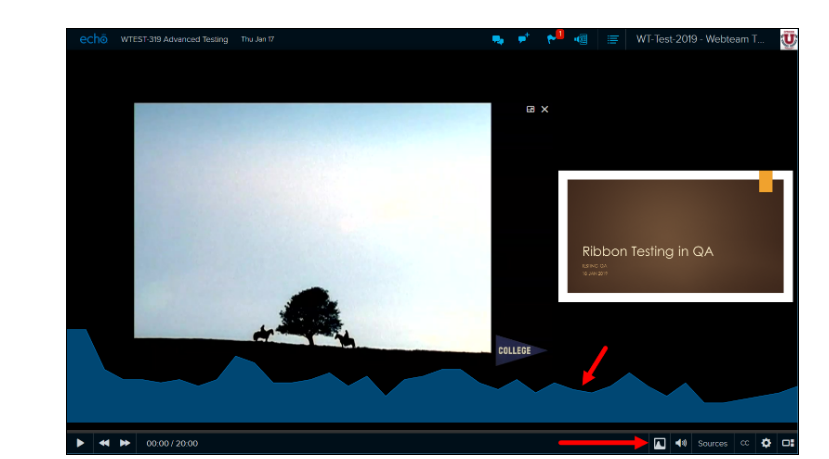 echo WTEST-319 Advanced Testing Thu Jan 17 1 WT-Test-2019 - Webteam T... U
Ribbon Testing in QA
COLLEGE
00:00 / 20:00 Sources CC